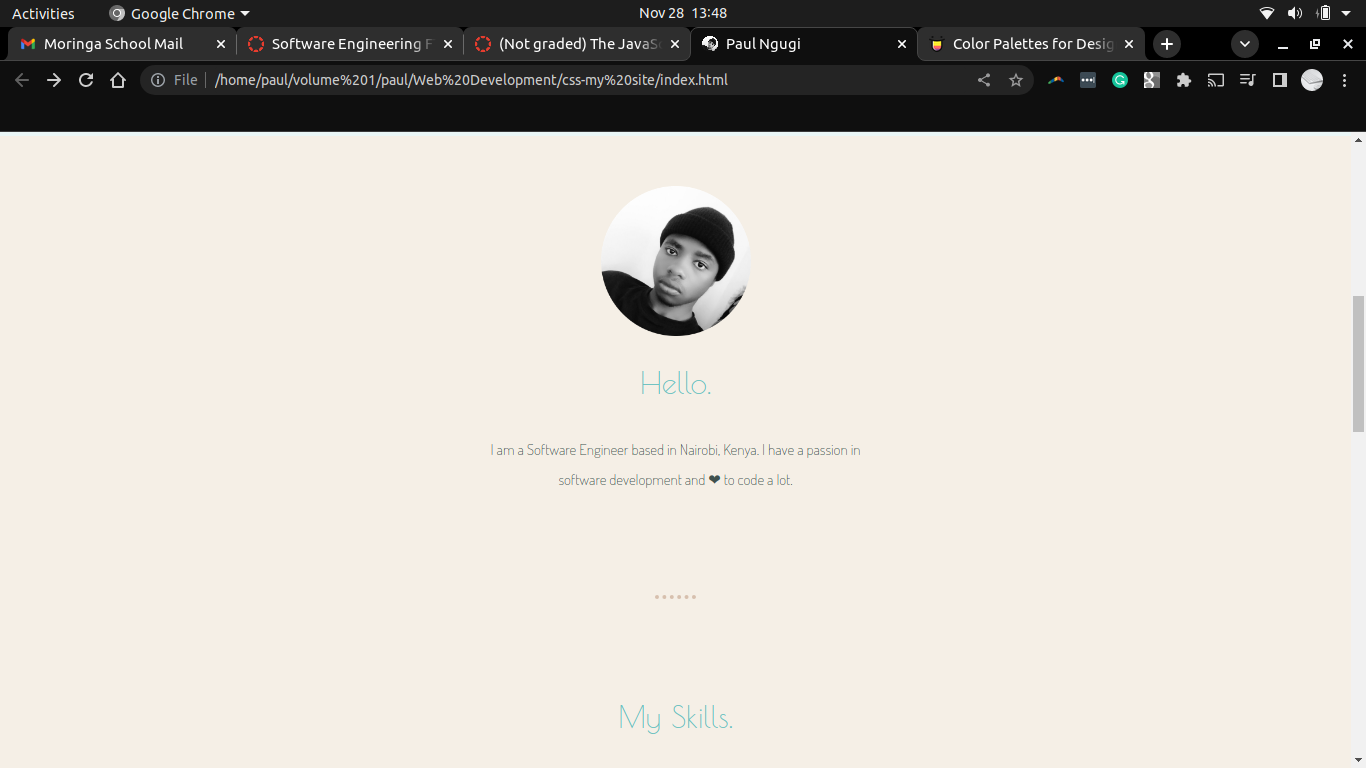 Activities Google Chrome Nov 28 13:48
Moringa School Mail Software Engineering F (Not graded) The JavaSc Paul Ngugi Color Palettes for Desig
File /home/paul/volume%201/paul/Web%20Development/css-my%20site/index.html
Hello.
I am a Software Engineer based in Nairobi, Kenya. I have a passion in
software development and ❤ to code a lot.
My Skills.